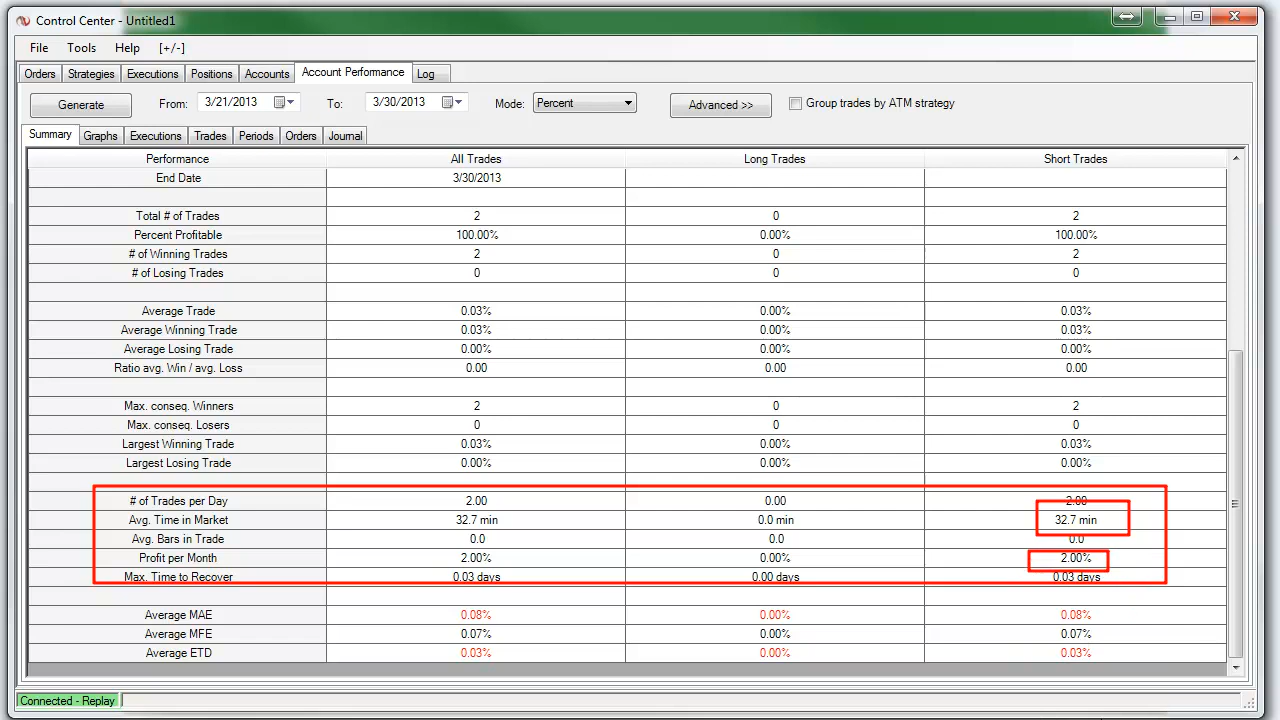 Control Center - Untitled1
File Tools Help [+/-]
Orders Strategies Executions Positions Accounts Account Performance Log
Generate From: 3/21/2013 To: 3/30/2013 Mode: Percent Advanced >> Group trades by ATM strategy
Summary Graphs Executions Trades Periods Orders Journal
Performance All Trades Long Trades Short Trades
End Date 3/30/2013
Total # of Trades 2 0 2
Percent Profitable 100.00% 0.00% 100.00%
# of Winning Trades 2 0 2
# of Losing Trades 0 0 0
Average Trade 0.03% 0.00% 0.03%
Average Winning Trade 0.03% 0.00% 0.03%
Average Losing Trade 0.00% 0.00% 0.00%
Ratio avg. Win / avg. Loss 0.00 0.00 0.00
Max. conseq. Winners 2 0 2
Max. conseq. Losers 0 0 0
Largest Winning Trade 0.03% 0.00% 0.03%
Largest Losing Trade 0.00% 0.00% 0.00%
# of Trades per Day 2.00 0.00 2.00
Avg. Time in Market 32.7 min 0.0 min 32.7 min
Avg. Bars in Trade 0.0 0.0 0.0
Profit per Month 2.00% 0.00% 2.00%
Max. Time to Recover 0.03 days 0.00 days 0.03 days
Average MAE 0.08% 0.00% 0.08%
Average MFE 0.07% 0.00% 0.07%
Average ETD 0.03% 0.00% 0.03%
Connected - Replay